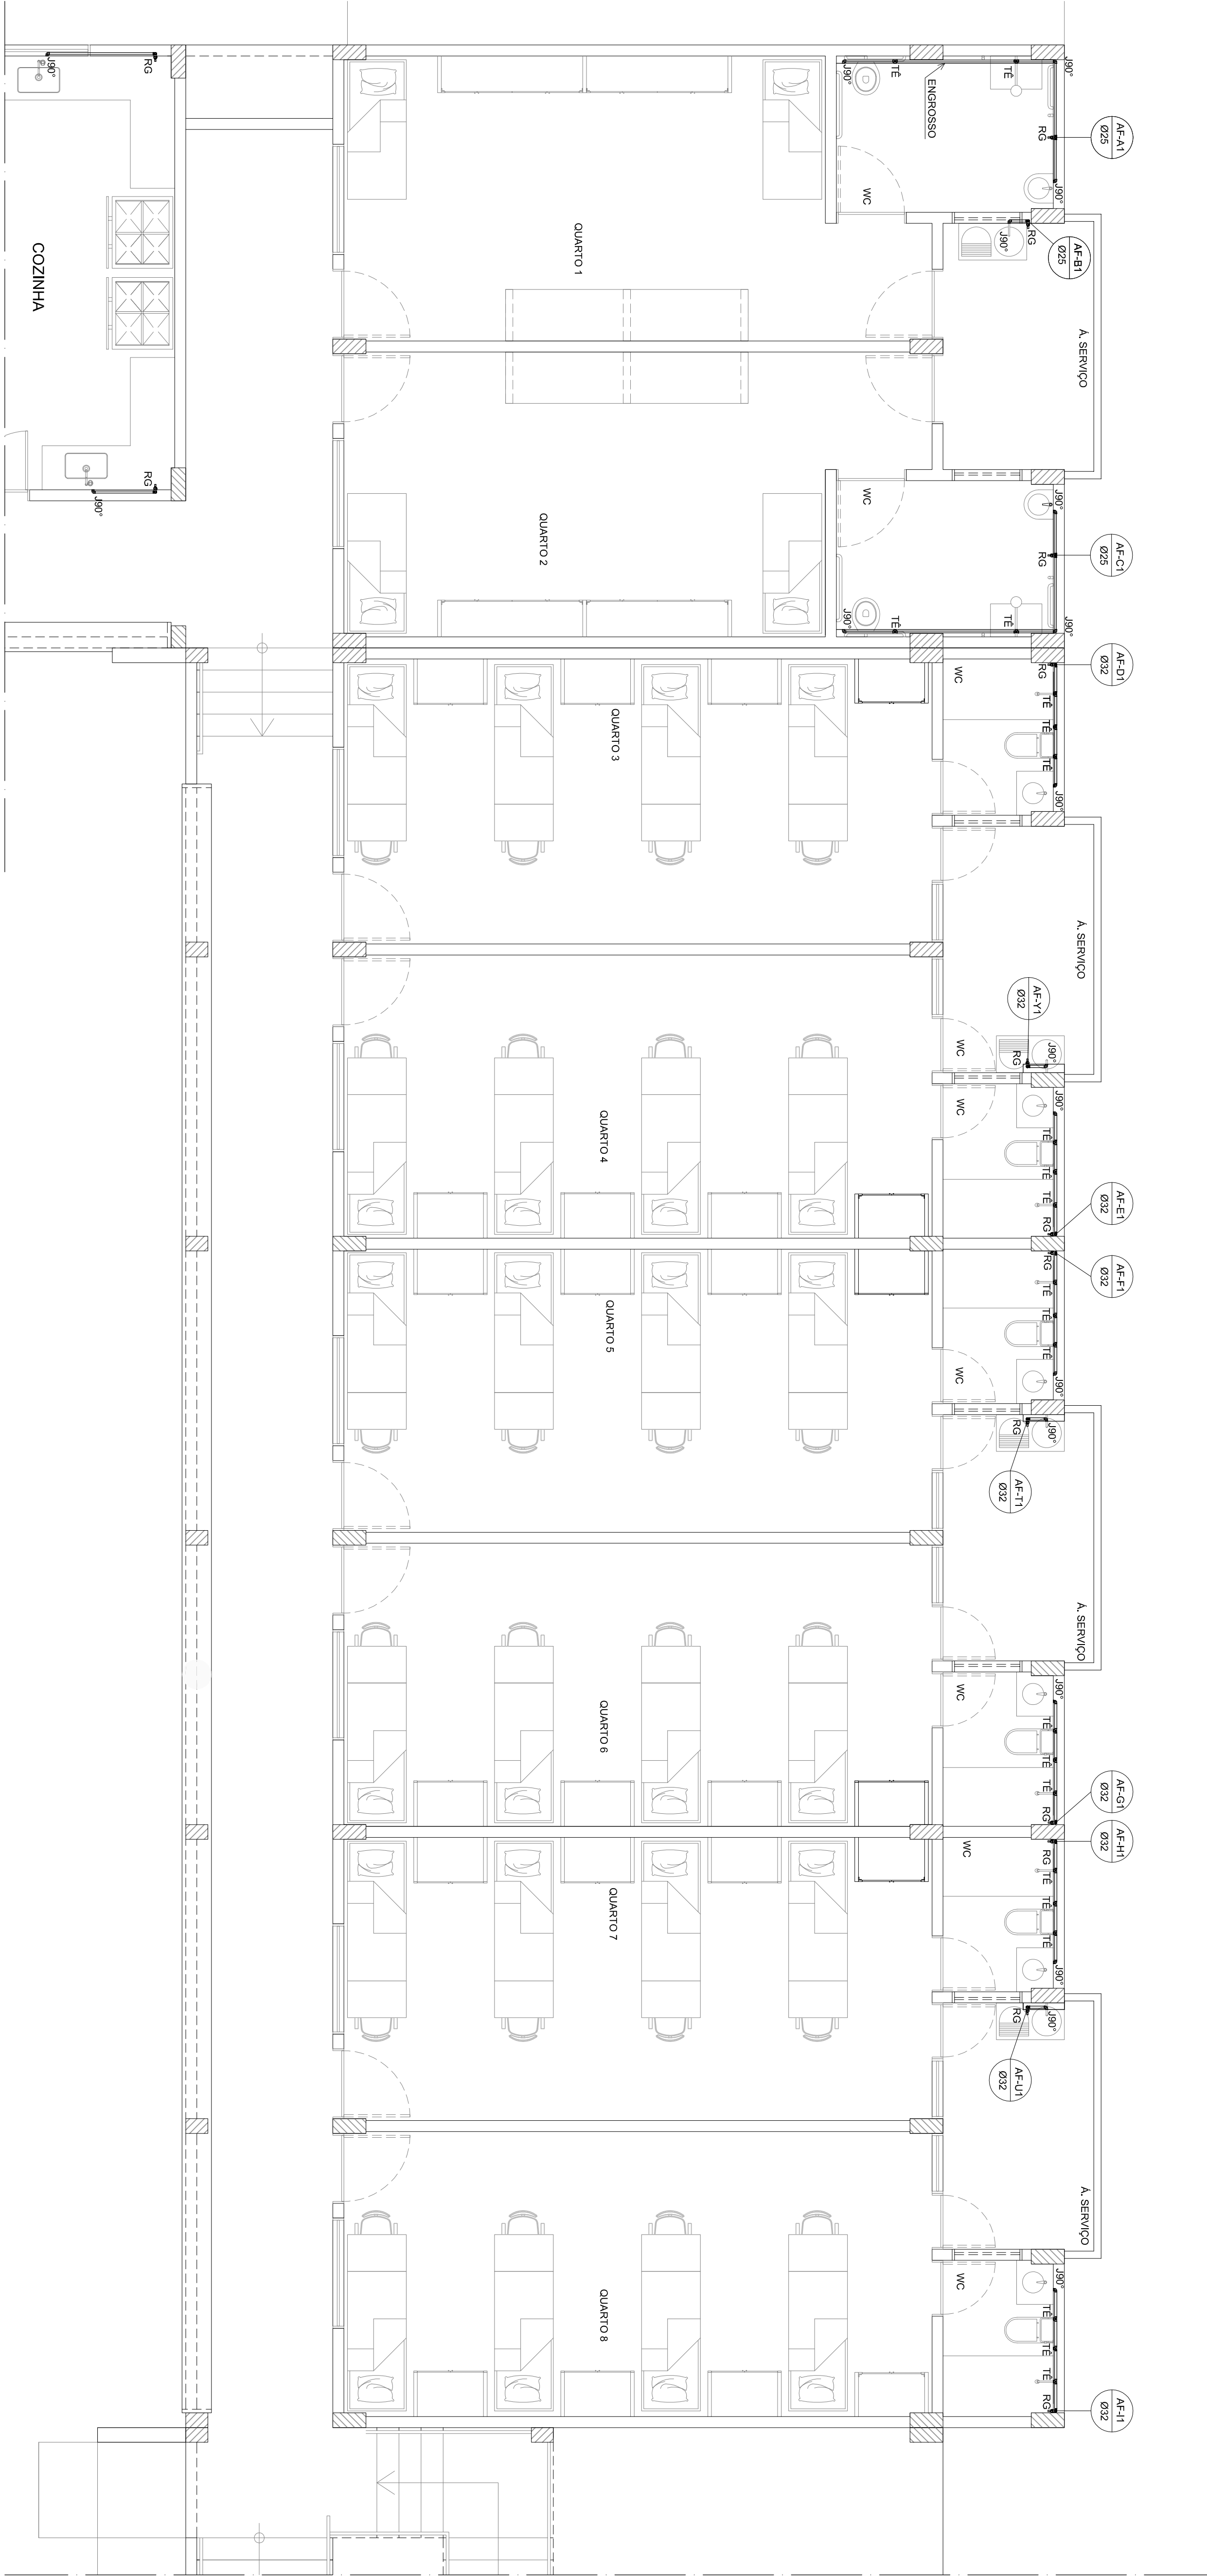 J90°
RG
COZINHA
RG
J90°
QUARTO 1
QUARTO 2
J90°
TÊ
ENGROSSO
TÊ
J90°
RG
AF-A1
Ø25
J90°
WC
J90°
RG
AF-B1
Ø25
Á. SERVIÇO
WC
J90°
RG
AF-C1
Ø25
J90°
TÊ
TÊ
J90°
WC
AF-D1
Ø32
RG
TÊ
TÊ
TÊ
J90°
QUARTO 3
Á. SERVIÇO
AF-Y1
Ø32
RG
J90°
WC
WC
QUARTO 4
J90°
TÊ
TÊ
TÊ
RG
AF-E1
Ø32
AF-F1
Ø32
RG
TÊ
TÊ
TÊ
J90°
QUARTO 5
WC
RG
J90°
AF-T1
Ø32
Á. SERVIÇO
WC
QUARTO 6
J90°
TÊ
TÊ
TÊ
RG
AF-G1
Ø32
AF-H1
Ø32
WC
RG
TÊ
TÊ
TÊ
J90°
QUARTO 7
RG
J90°
AF-U1
Ø32
Á. SERVIÇO
WC
QUARTO 8
J90°
TÊ
TÊ
TÊ
RG
AF-I1
Ø32